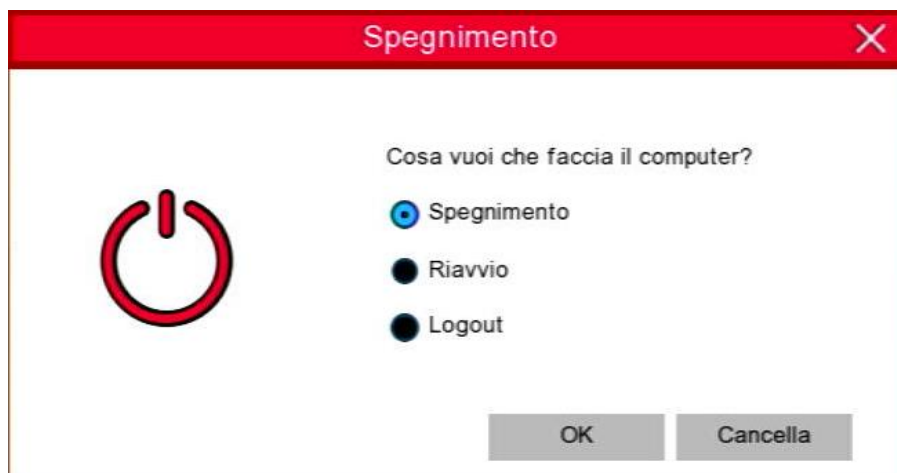 Spegnimento
Cosa vuoi che faccia il computer?
Spegnimento
Riavvio
Logout
OK
Cancella